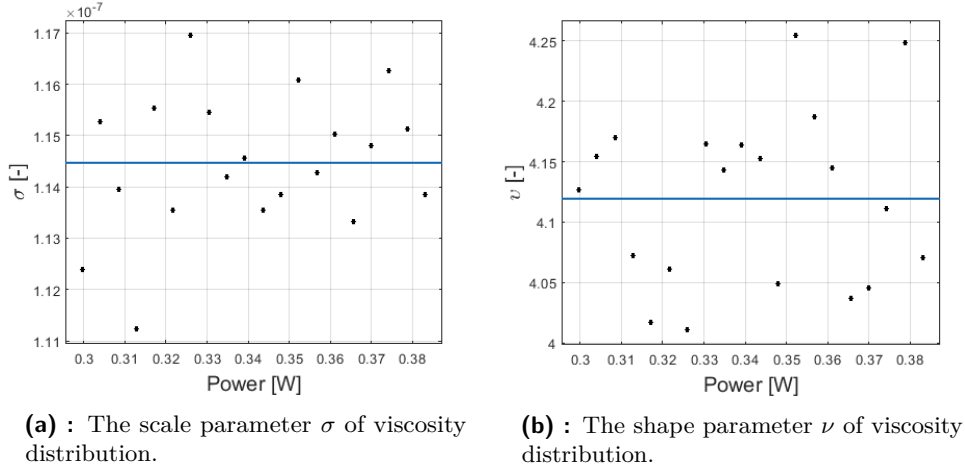 ×10⁻⁷
1.17
1.16
1.15
1.14
1.13
1.12
1.11
σ [-]
0.3 0.31 0.32 0.33 0.34 0.35 0.36 0.37 0.38
Power [W]
4.25
4.2
4.15
4.1
4.05
4
υ [-]
0.3 0.31 0.32 0.33 0.34 0.35 0.36 0.37 0.38
Power [W]
(a) : The scale parameter σ of viscosity
distribution.
(b) : The shape parameter ν of viscosity
distribution.